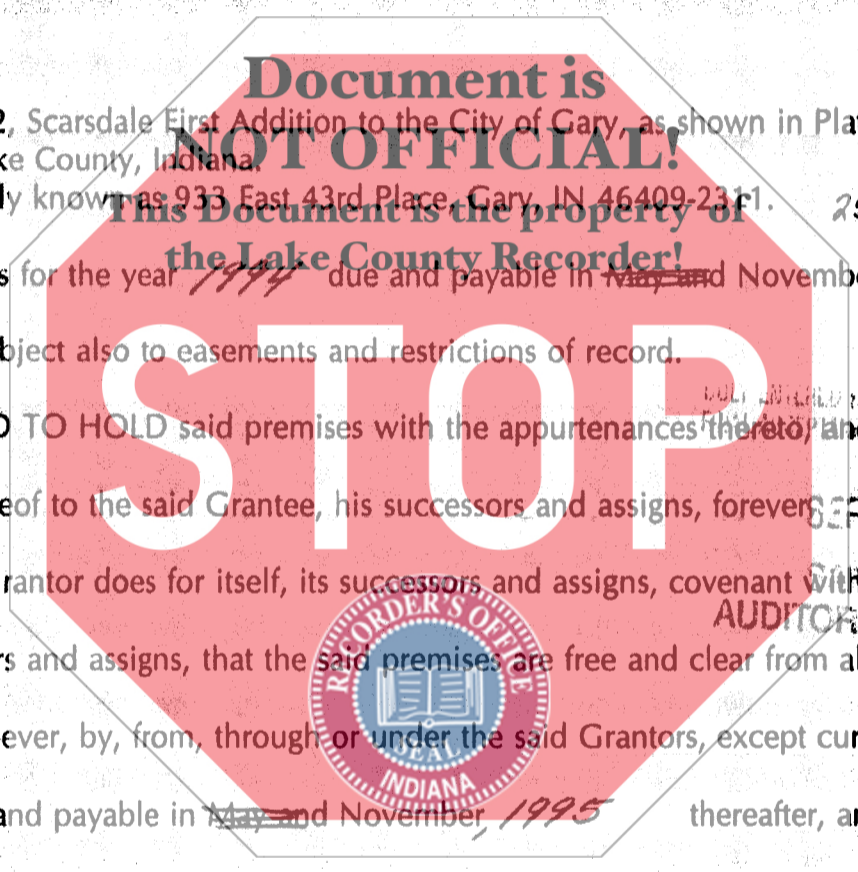 Document is
2, Scarsdale First Addition to the City of Gary, as shown in Pla
NOT OFFICIAL!
ke County, Indiana.
ly known as 933 East 43rd Place, Gary, IN 46409-2311.
This Document is the property of
the Lake County Recorder!
s for the year 1994 due and payable in May and Novemb
bject also to easements and restrictions of record.
STOP
D TO HOLD said premises with the appurtenances thereto, an
eof to the said Grantee, his successors and assigns, forever
rantor does for itself, its successors and assigns, covenant with
AUDITOR
rs and assigns, that the said premises are free and clear from al
ever, by, from, through or under the said Grantors, except cur
and payable in May and November, 1995 thereafter, a
RECORDER'S OFFICE
SEAL
INDIANA